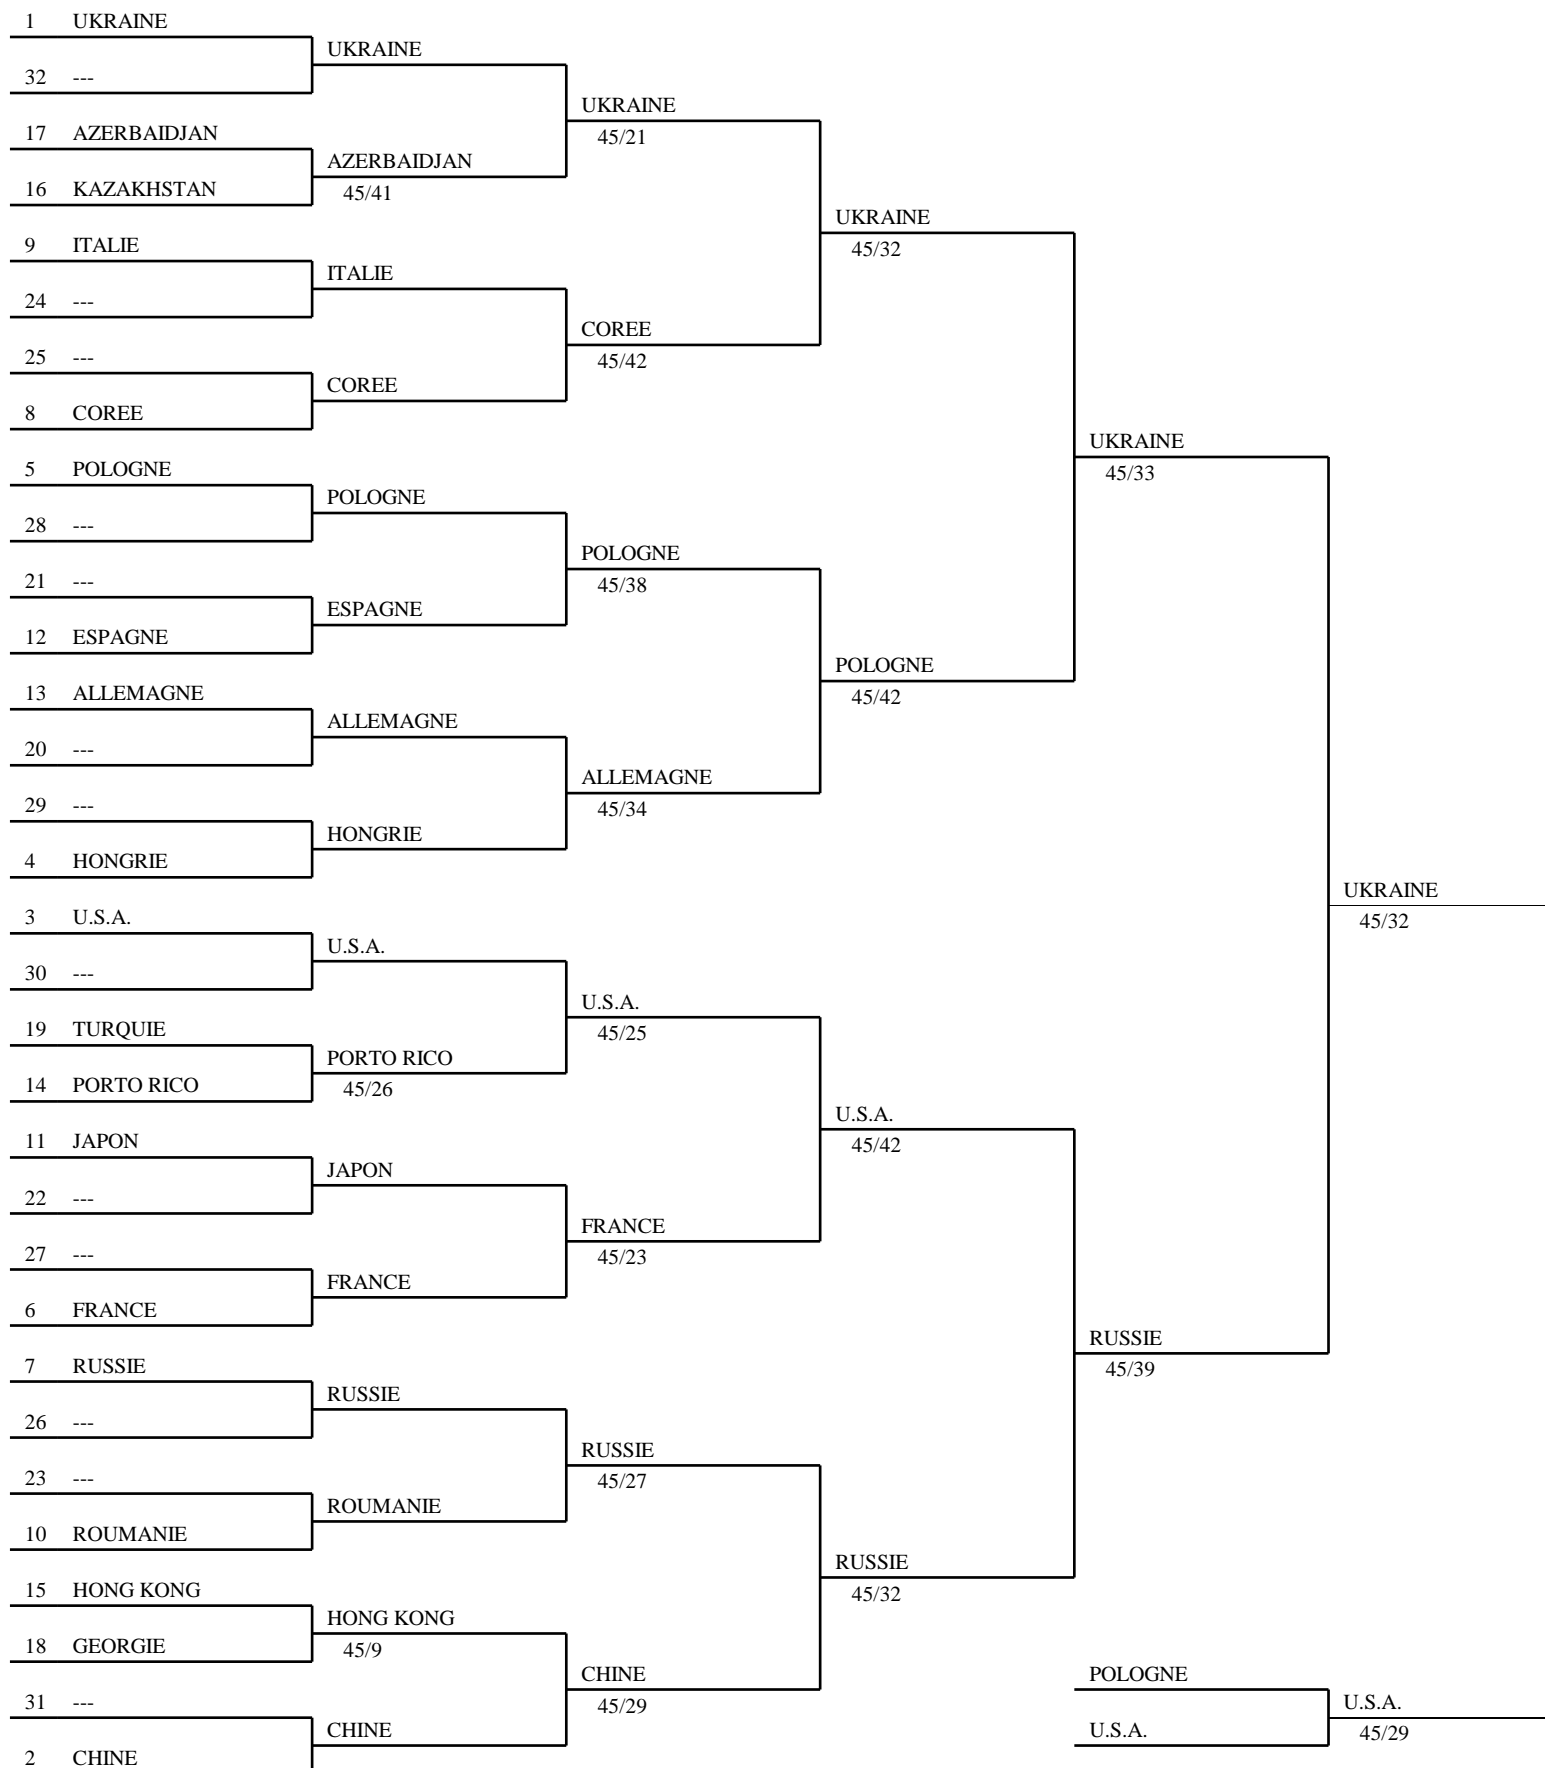 1 UKRAINE
UKRAINE
32 ---
UKRAINE
45/21
17 AZERBAIDJAN
AZERBAIDJAN
45/41
16 KAZAKHSTAN
UKRAINE
45/32
9 ITALIE
ITALIE
24 ---
COREE
45/42
25 ---
COREE
8 COREE
UKRAINE
45/33
5 POLOGNE
POLOGNE
28 ---
POLOGNE
45/38
21 ---
ESPAGNE
12 ESPAGNE
POLOGNE
45/42
13 ALLEMAGNE
ALLEMAGNE
20 ---
ALLEMAGNE
45/34
29 ---
HONGRIE
4 HONGRIE
UKRAINE
45/32
3 U.S.A.
U.S.A.
30 ---
U.S.A.
45/25
19 TURQUIE
PORTO RICO
45/26
14 PORTO RICO
U.S.A.
45/42
11 JAPON
JAPON
22 ---
FRANCE
45/23
27 ---
FRANCE
6 FRANCE
RUSSIE
45/39
7 RUSSIE
RUSSIE
26 ---
RUSSIE
45/27
23 ---
ROUMANIE
10 ROUMANIE
RUSSIE
45/32
15 HONG KONG
HONG KONG
45/9
18 GEORGIE
CHINE
45/29
31 ---
CHINE
2 CHINE
POLOGNE
U.S.A.
45/29
U.S.A.